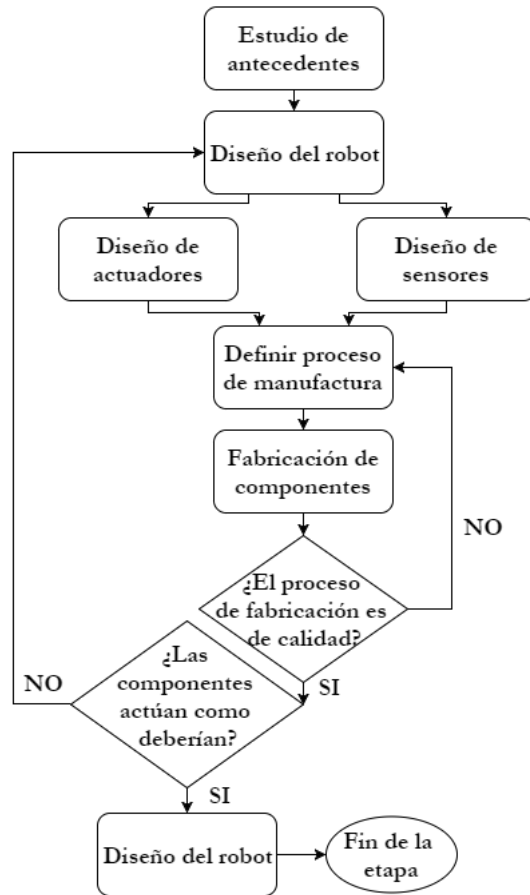 Estudio de
antecedentes
Diseño del robot
Diseño de
actuadores
Diseño de
sensores
Definir proceso
de manufactura
Fabricación de
componentes
NO
¿El proceso
de fabricación es
de calidad?
SI
¿Las
componentes
actúan como
deberían?
NO
SI
Diseño del robot
Fin de la
etapa